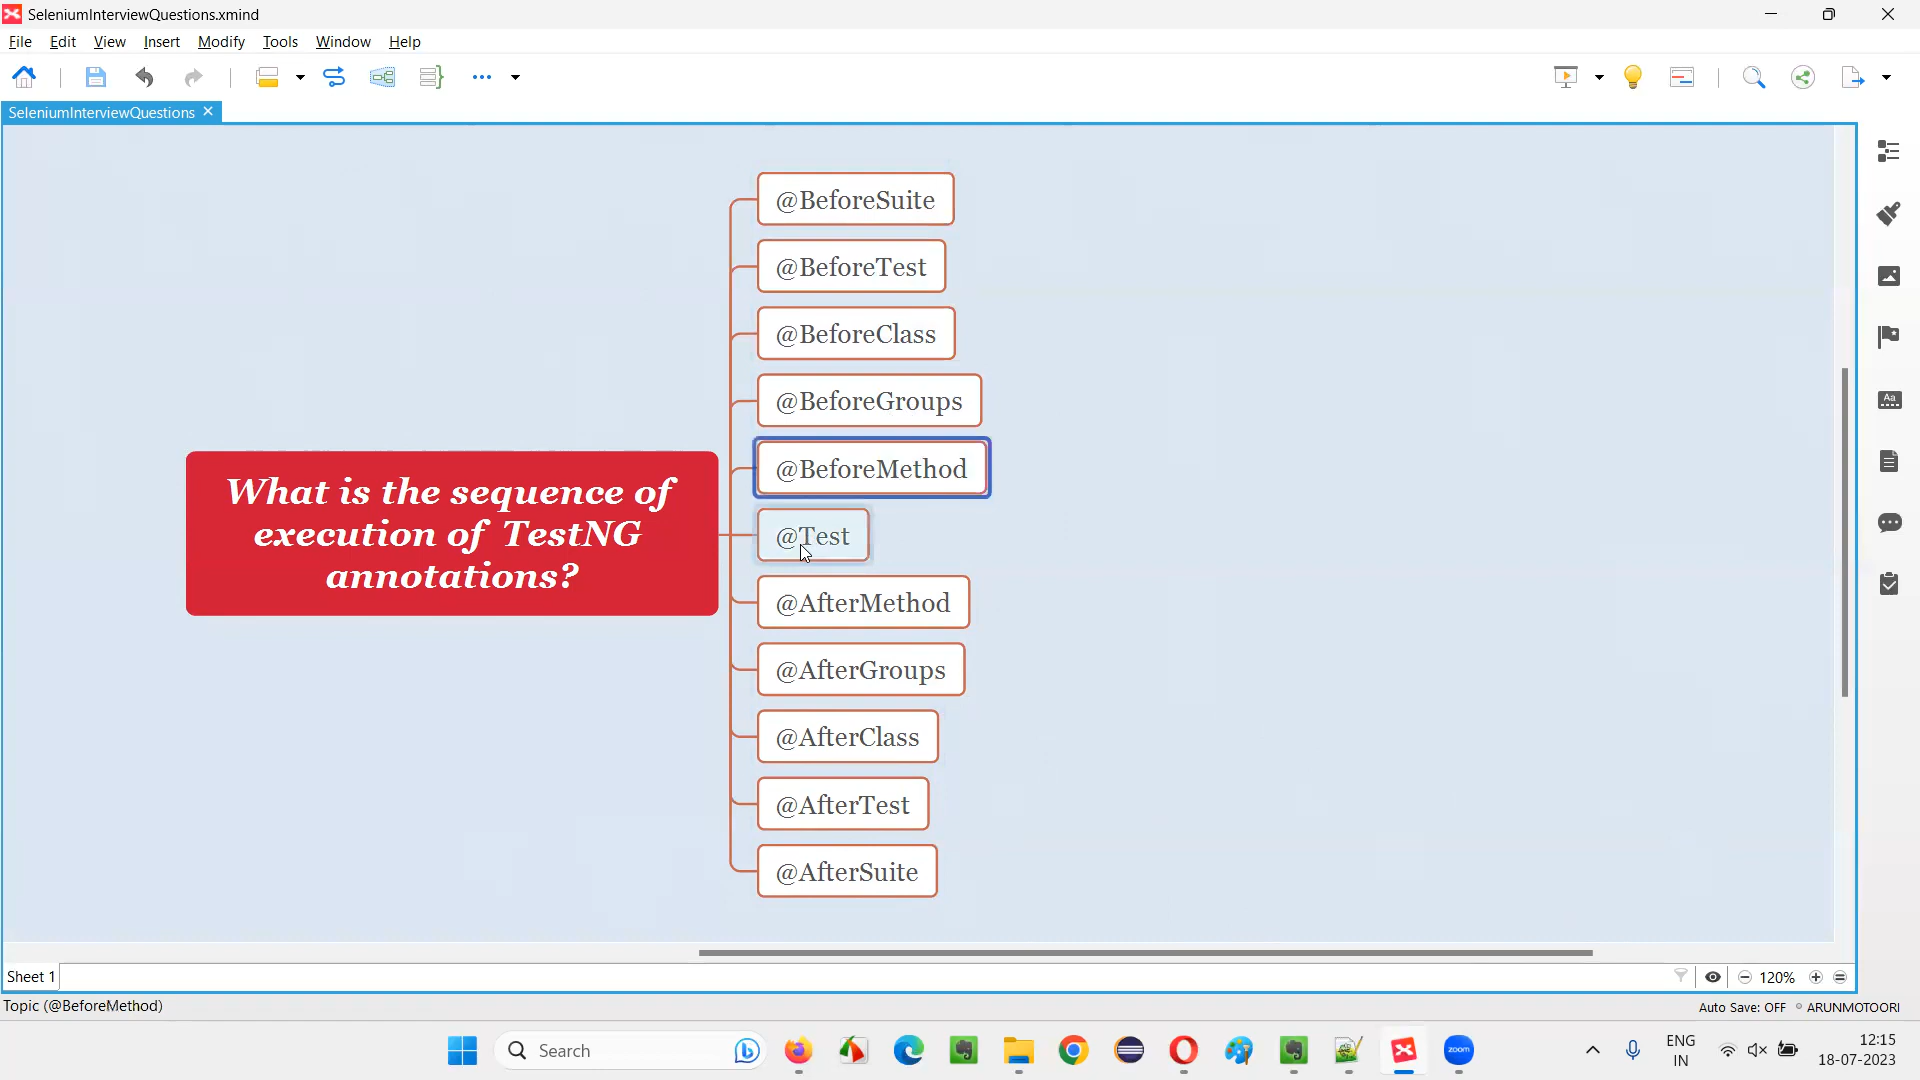 SeleniumInterviewQuestions.xmind
File Edit View Insert Modify Tools Window Help
SeleniumInterviewQuestions
@BeforeSuite
@BeforeTest
@BeforeClass
@BeforeGroups
@BeforeMethod
What is the sequence of
execution of TestNG
annotations?
@Test
@AfterMethod
@AfterGroups
@AfterClass
@AfterTest
@AfterSuite
Aa
Sheet 1
120%
Topic (@BeforeMethod)
Auto Save: OFF ARUNMOTOORI
Search
zoom
ENG
IN
12:15
18-07-2023